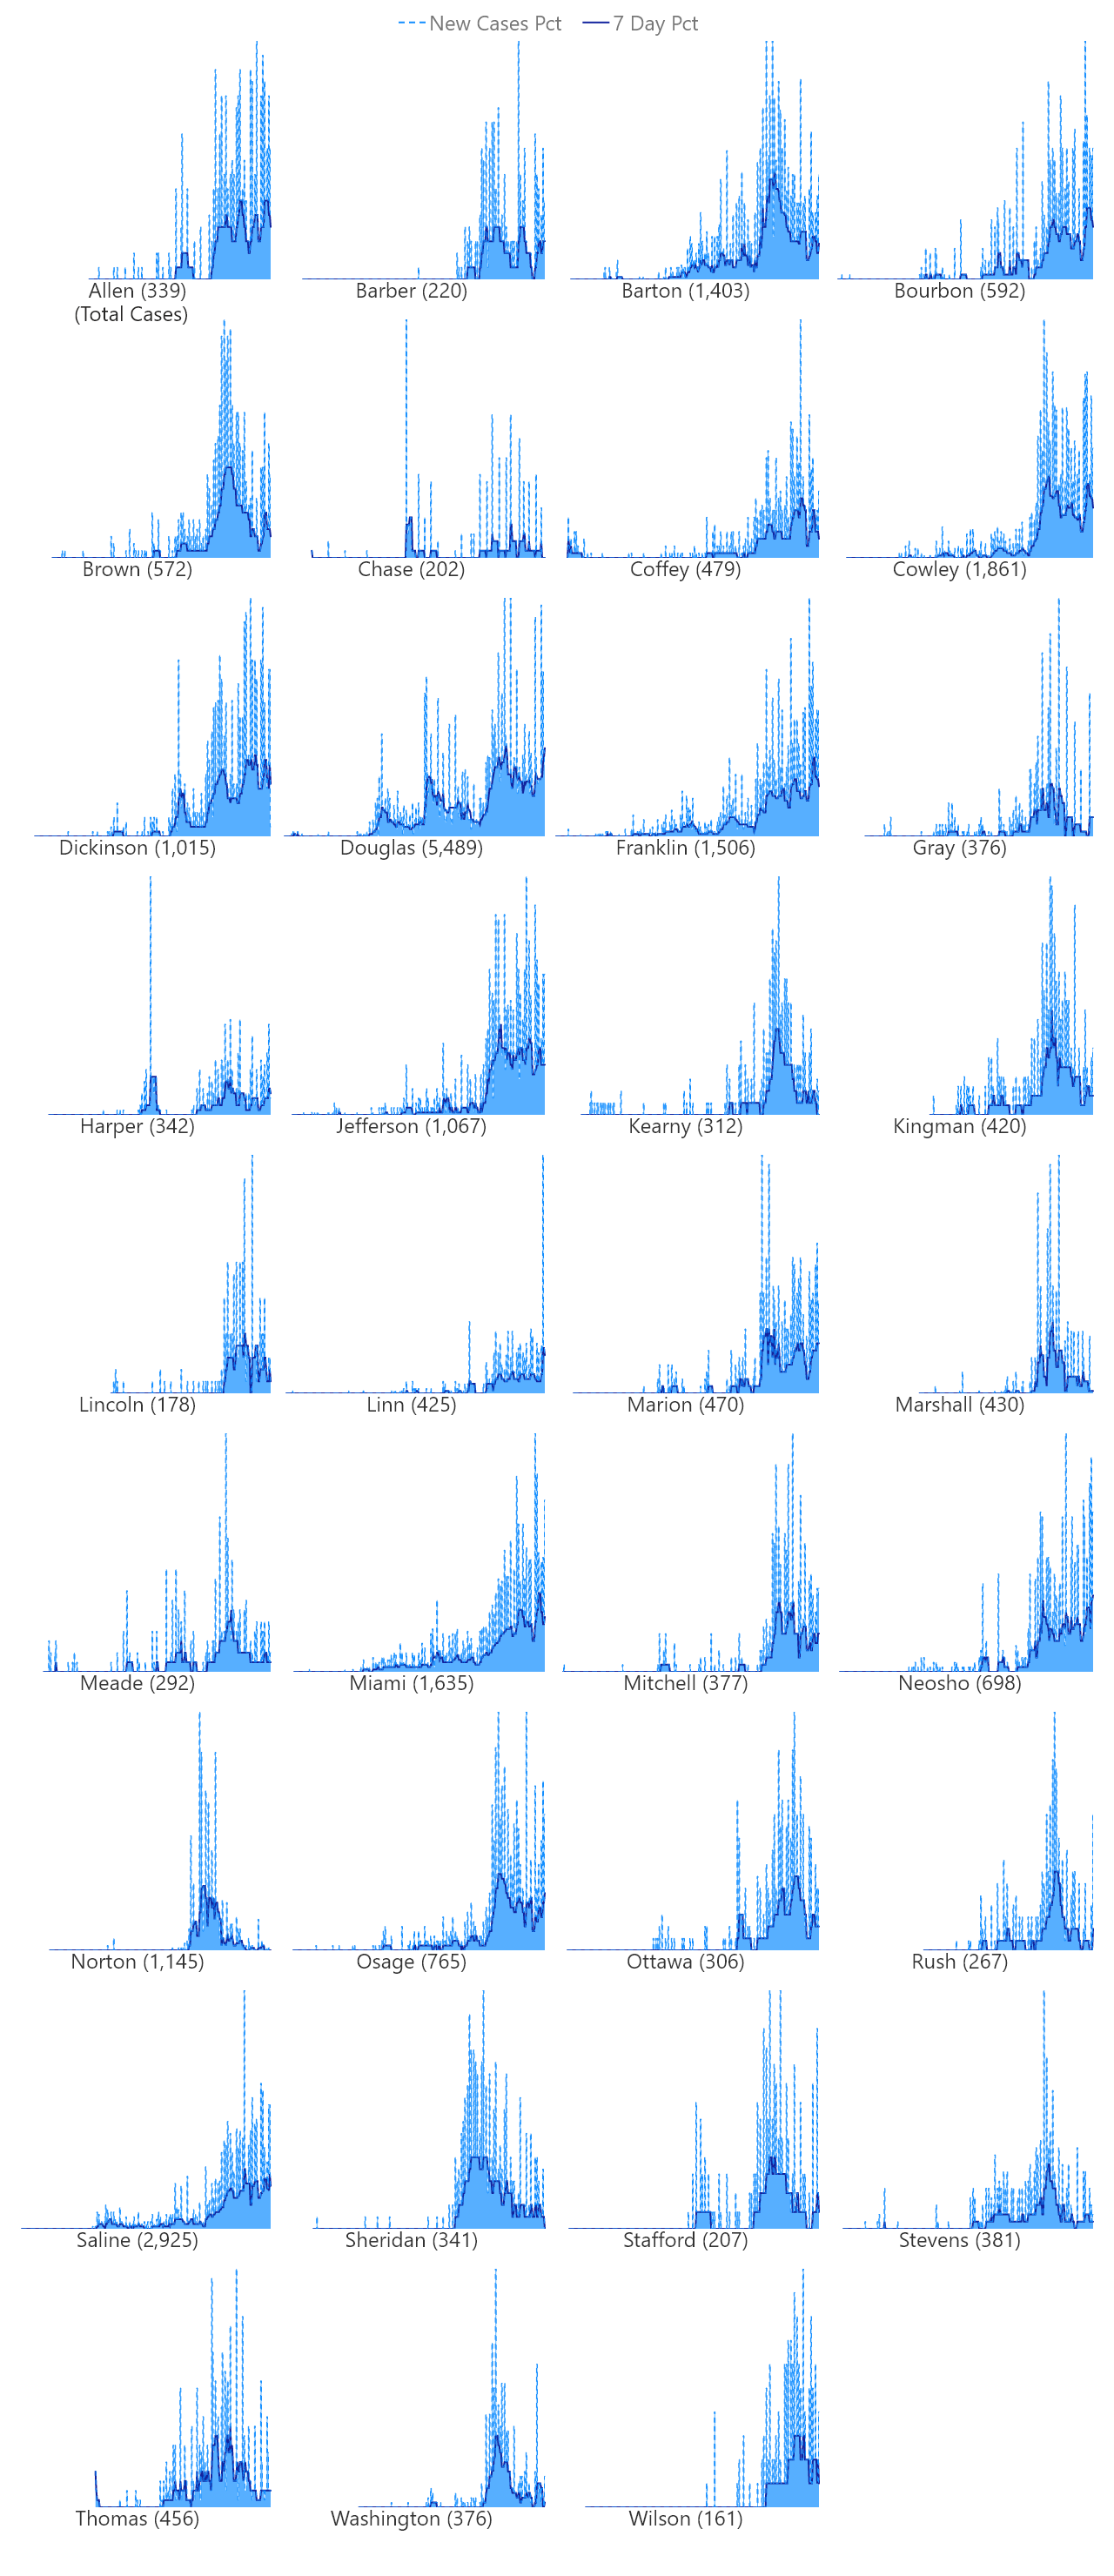 New Cases Pct 7 Day Pct
Allen (339) Barber (220) Barton (1,403) Bourbon (592)
(Total Cases)
Brown (572) Chase (202) Coffey (479) Cowley (1,861)
Dickinson (1,015) Douglas (5,489) Franklin (1,506) Gray (376)
Harper (342) Jefferson (1,067) Kearny (312) Kingman (420)
Lincoln (178) Linn (425) Marion (470) Marshall (430)
Meade (292) Miami (1,635) Mitchell (377) Neosho (698)
Norton (1,145) Osage (765) Ottawa (306) Rush (267)
Saline (2,925) Sheridan (341) Stafford (207) Stevens (381)
Thomas (456) Washington (376) Wilson (161)